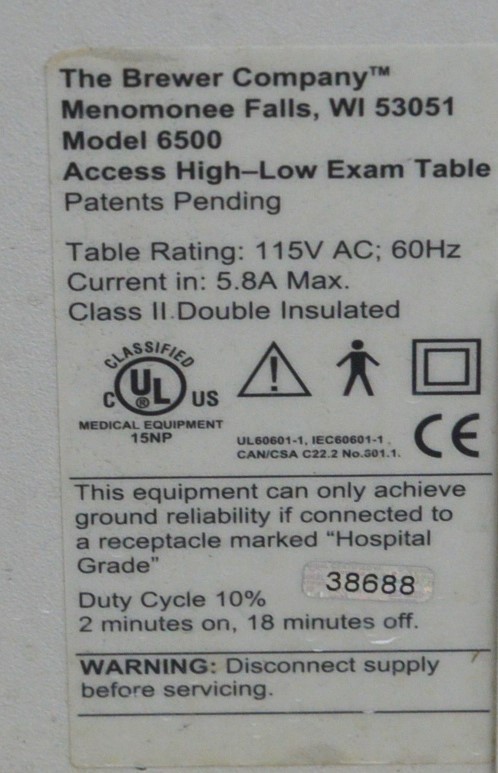 The Brewer Company™
Menomonee Falls, WI 53051
Model 6500
Access High–Low Exam Table
Patents Pending
Table Rating: 115V AC; 60Hz
Current in: 5.8A Max.
Class II Double Insulated
CLASSIFIED
C UL ® US
MEDICAL EQUIPMENT
15NP
UL60601-1, IEC60601-1
CAN/CSA C22.2 No.601.1.
CE
This equipment can only achieve
ground reliability if connected to
a receptacle marked “Hospital
Grade”
38688
Duty Cycle 10%
2 minutes on, 18 minutes off.
WARNING: Disconnect supply
before servicing.